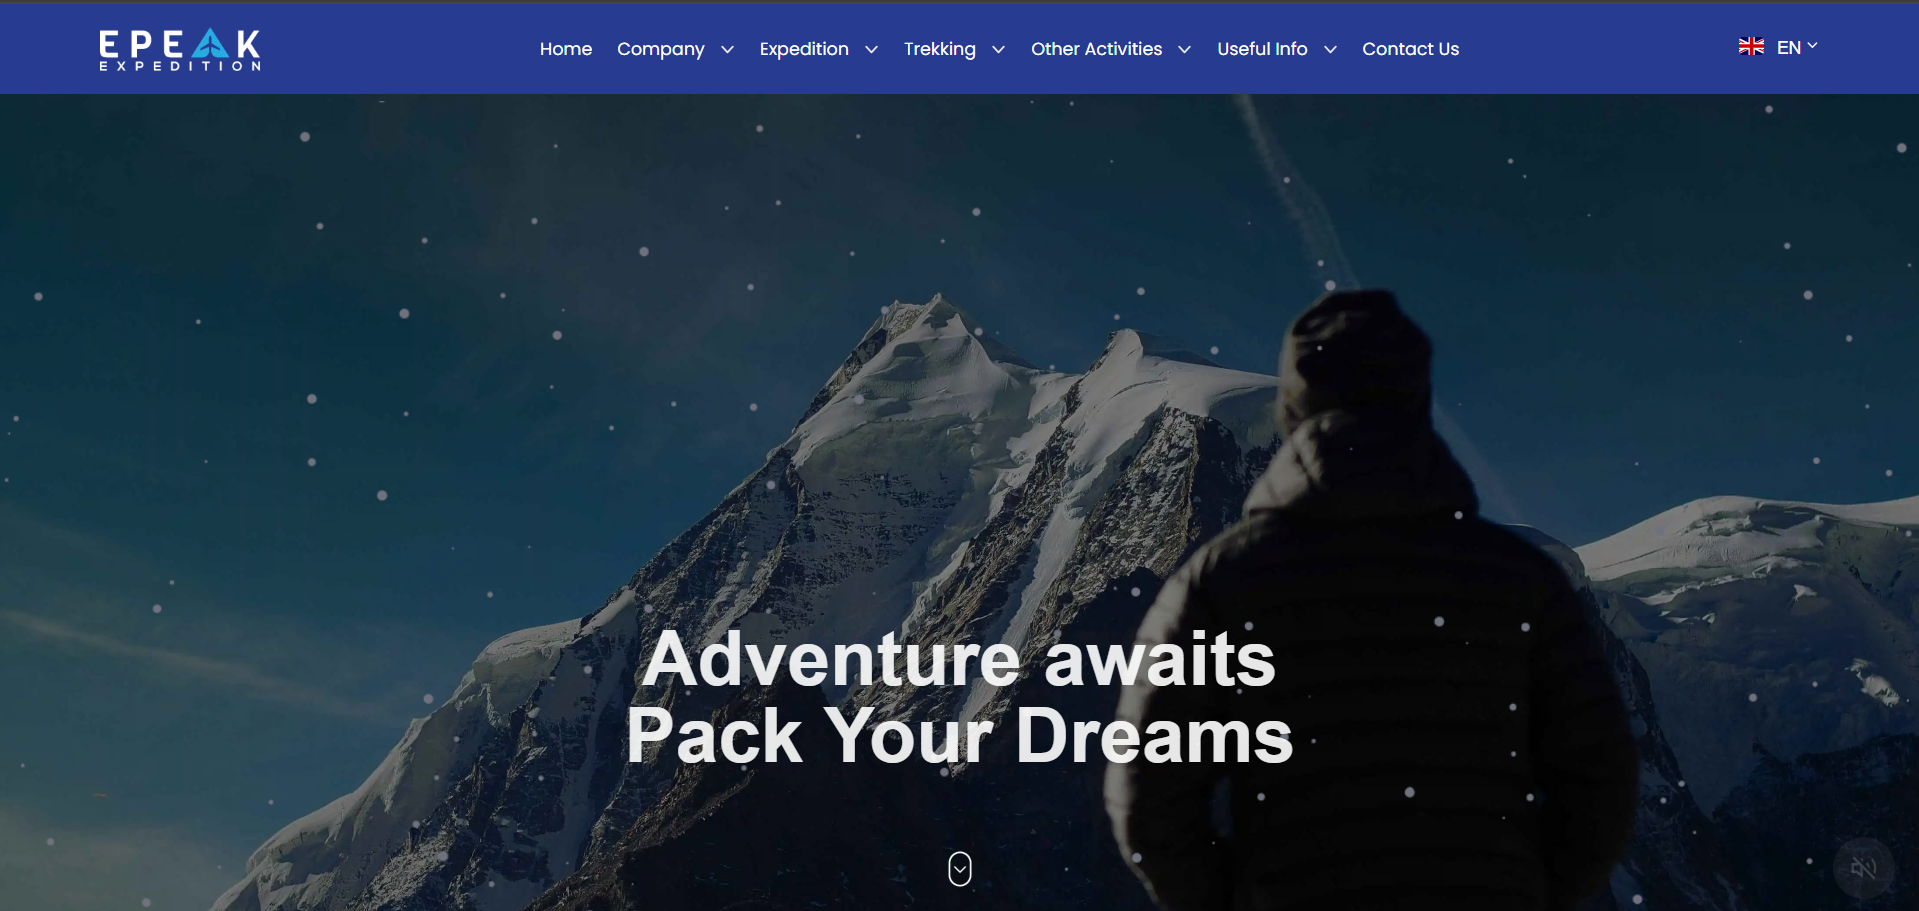 EPEAK
EXPEDITION
Home
Company
Expedition
Trekking
Other Activities
Useful Info
Contact Us
EN
Adventure awaits
Pack Your Dreams